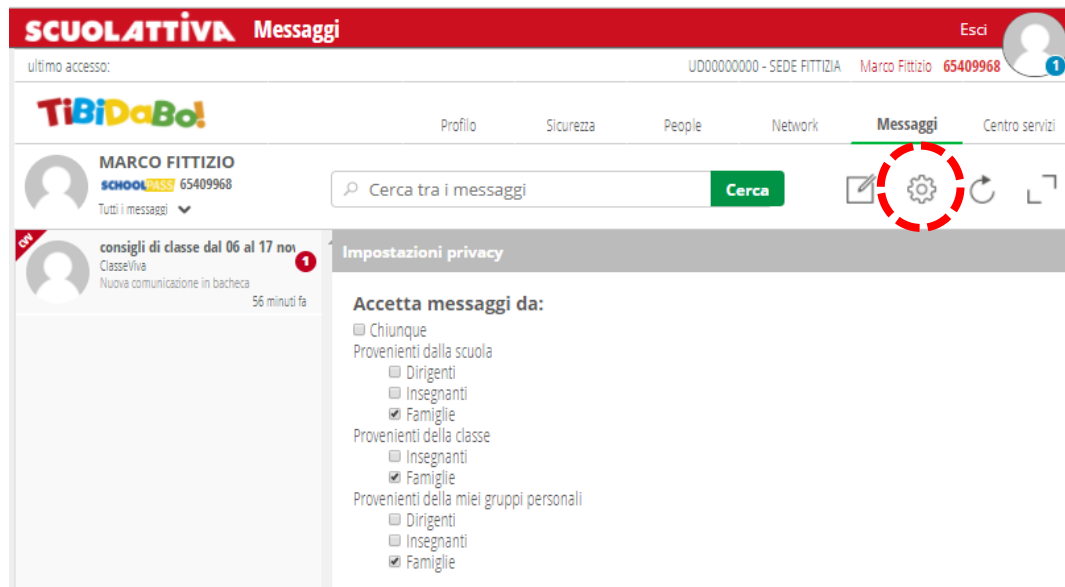 SCUOLATTIVA Messaggi
Esci
ultimo accesso:
UD00000000 - SEDE FITTIZIA Marco Fittizio 65409968
1
TiBiDaBo!
Profilo Sicurezza People Network Messaggi Centro servizi
MARCO FITTIZIO
SCHOOLPASS 65409968
Tutti i messaggi
Cerca tra i messaggi
Cerca
CVV
consigli di classe dal 06 al 17 nov
ClasseViva
1
Nuova comunicazione in bacheca
56 minuti fa
Impostazioni privacy
Accetta messaggi da:
Chiunque
Provenienti dalla scuola
Dirigenti
Insegnanti
Famiglie
Provenienti della classe
Insegnanti
Famiglie
Provenienti della miei gruppi personali
Dirigenti
Insegnanti
Famiglie